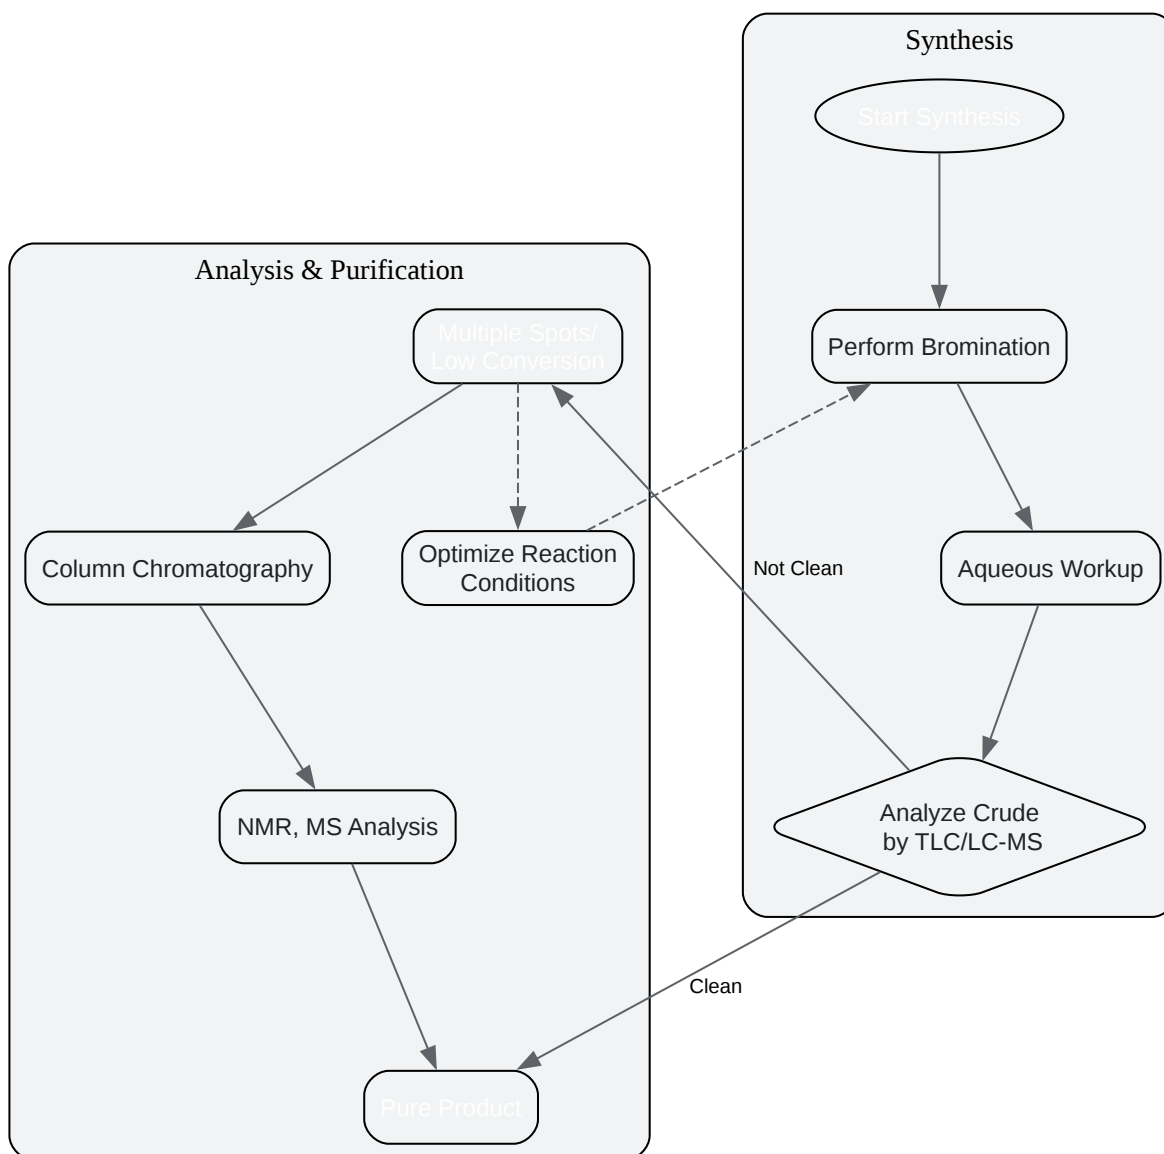 Synthesis
Start Synthesis
Analysis & Purification
Multiple Spots/
Low Conversion
Perform Bromination
Column Chromatography
Optimize Reaction
Conditions
Not Clean
Aqueous Workup
NMR, MS Analysis
Analyze Crude
by TLC/LC-MS
Clean
Pure Product